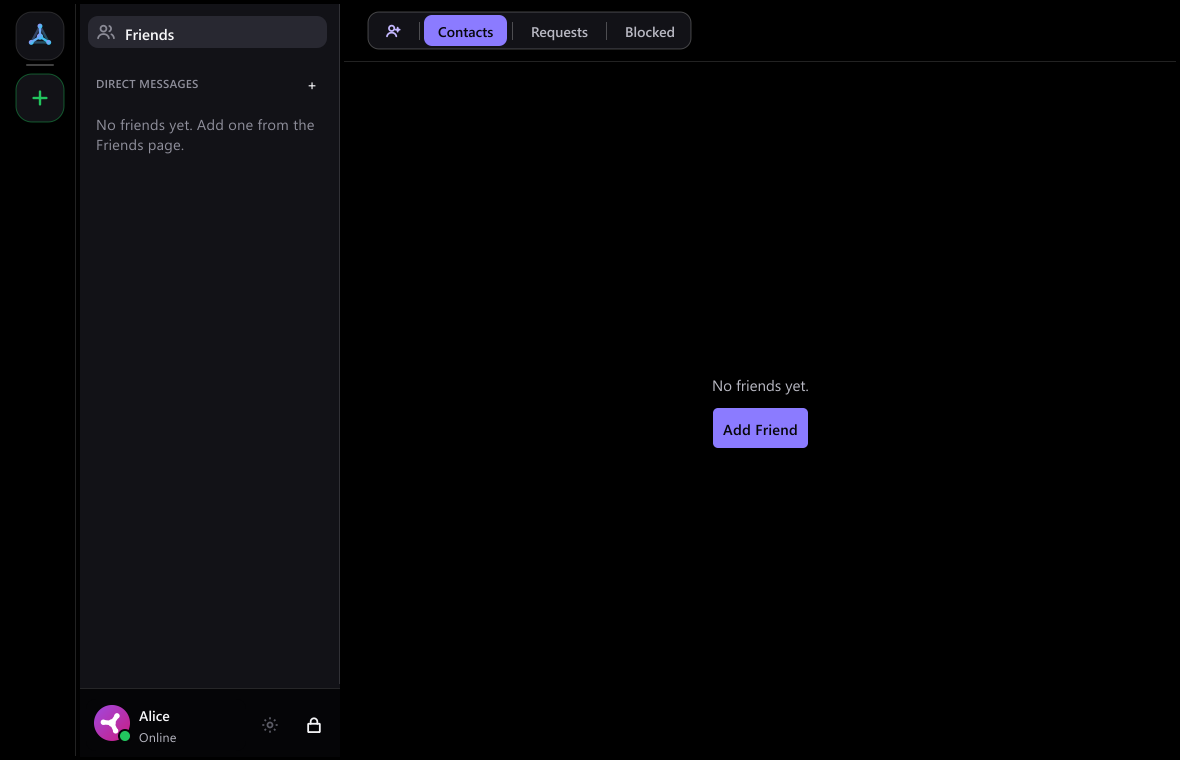 Friends
DIRECT MESSAGES
+
No friends yet. Add one from the
Friends page.
Contacts
Requests
Blocked
No friends yet.
Add Friend
Alice
Online